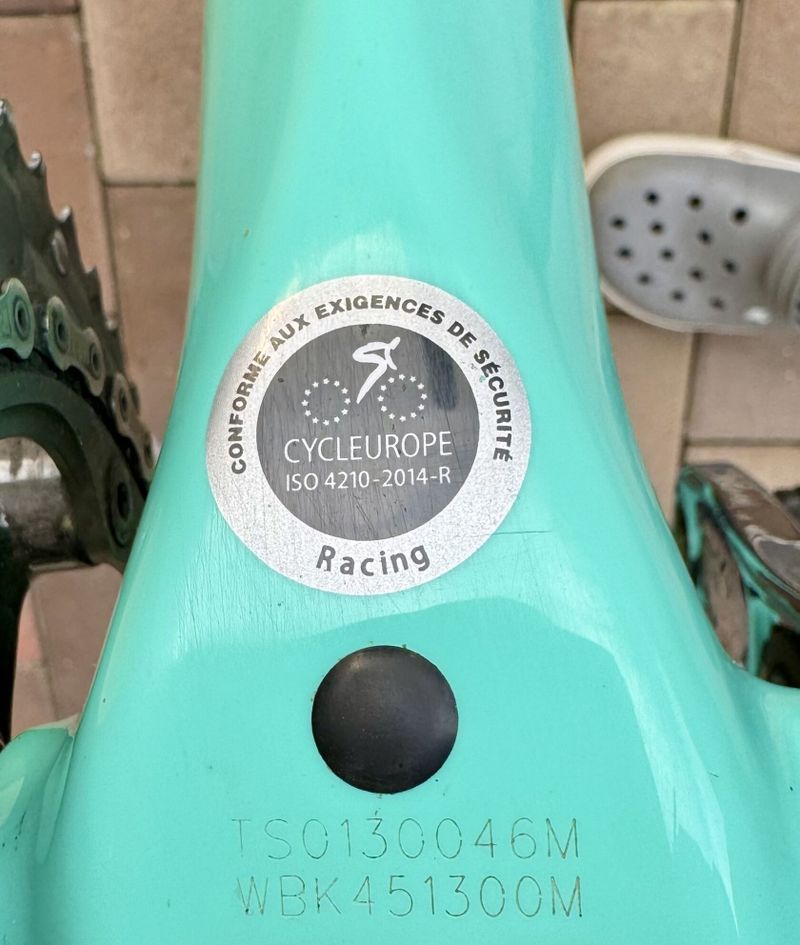 CONFORME AUX EXIGENCES DE SÉCURITÉ
CYCLEUROPE
ISO 4210-2014-R
Racing
TS0130046M
WBK451300M